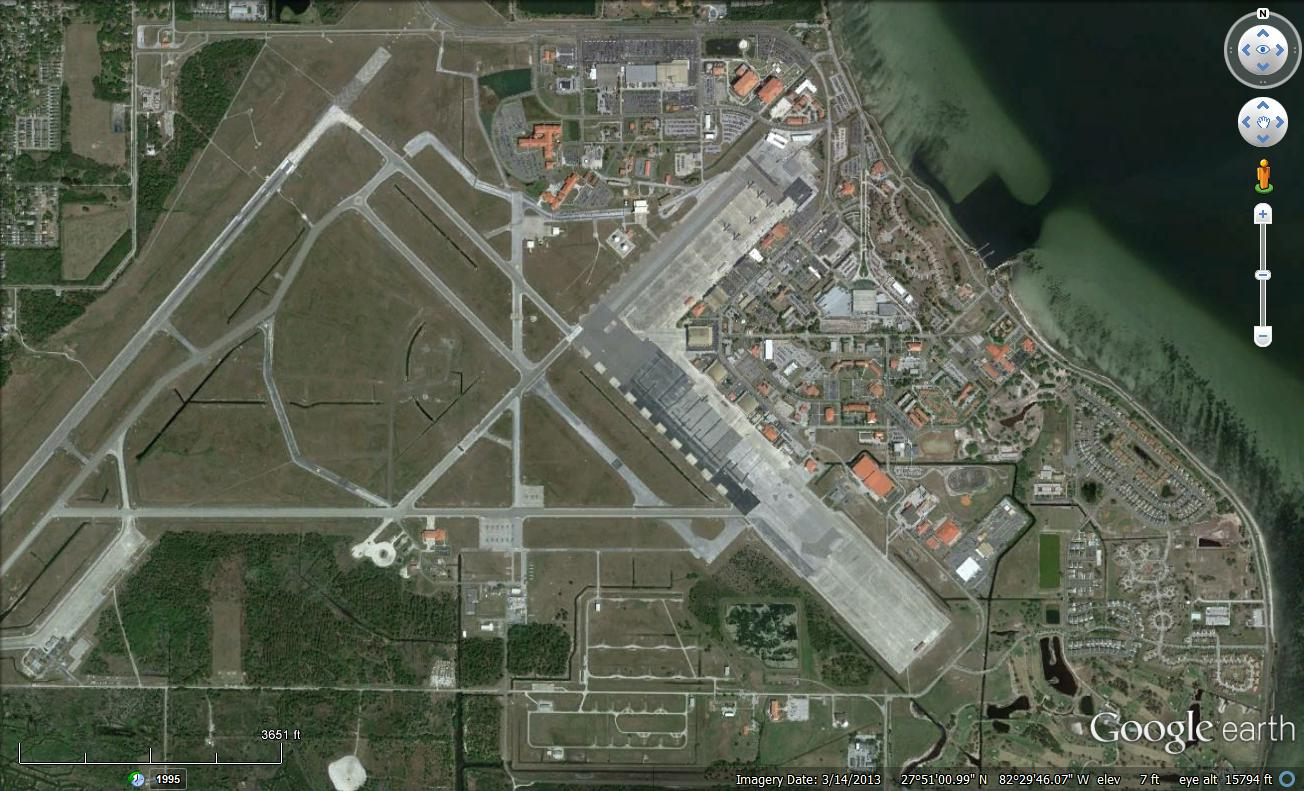 N
3651 ft
Google earth
1995
Imagery Date: 3/14/2013 27°51'00.99" N 82°29'46.07" W elev 7 ft eye alt 15794 ft